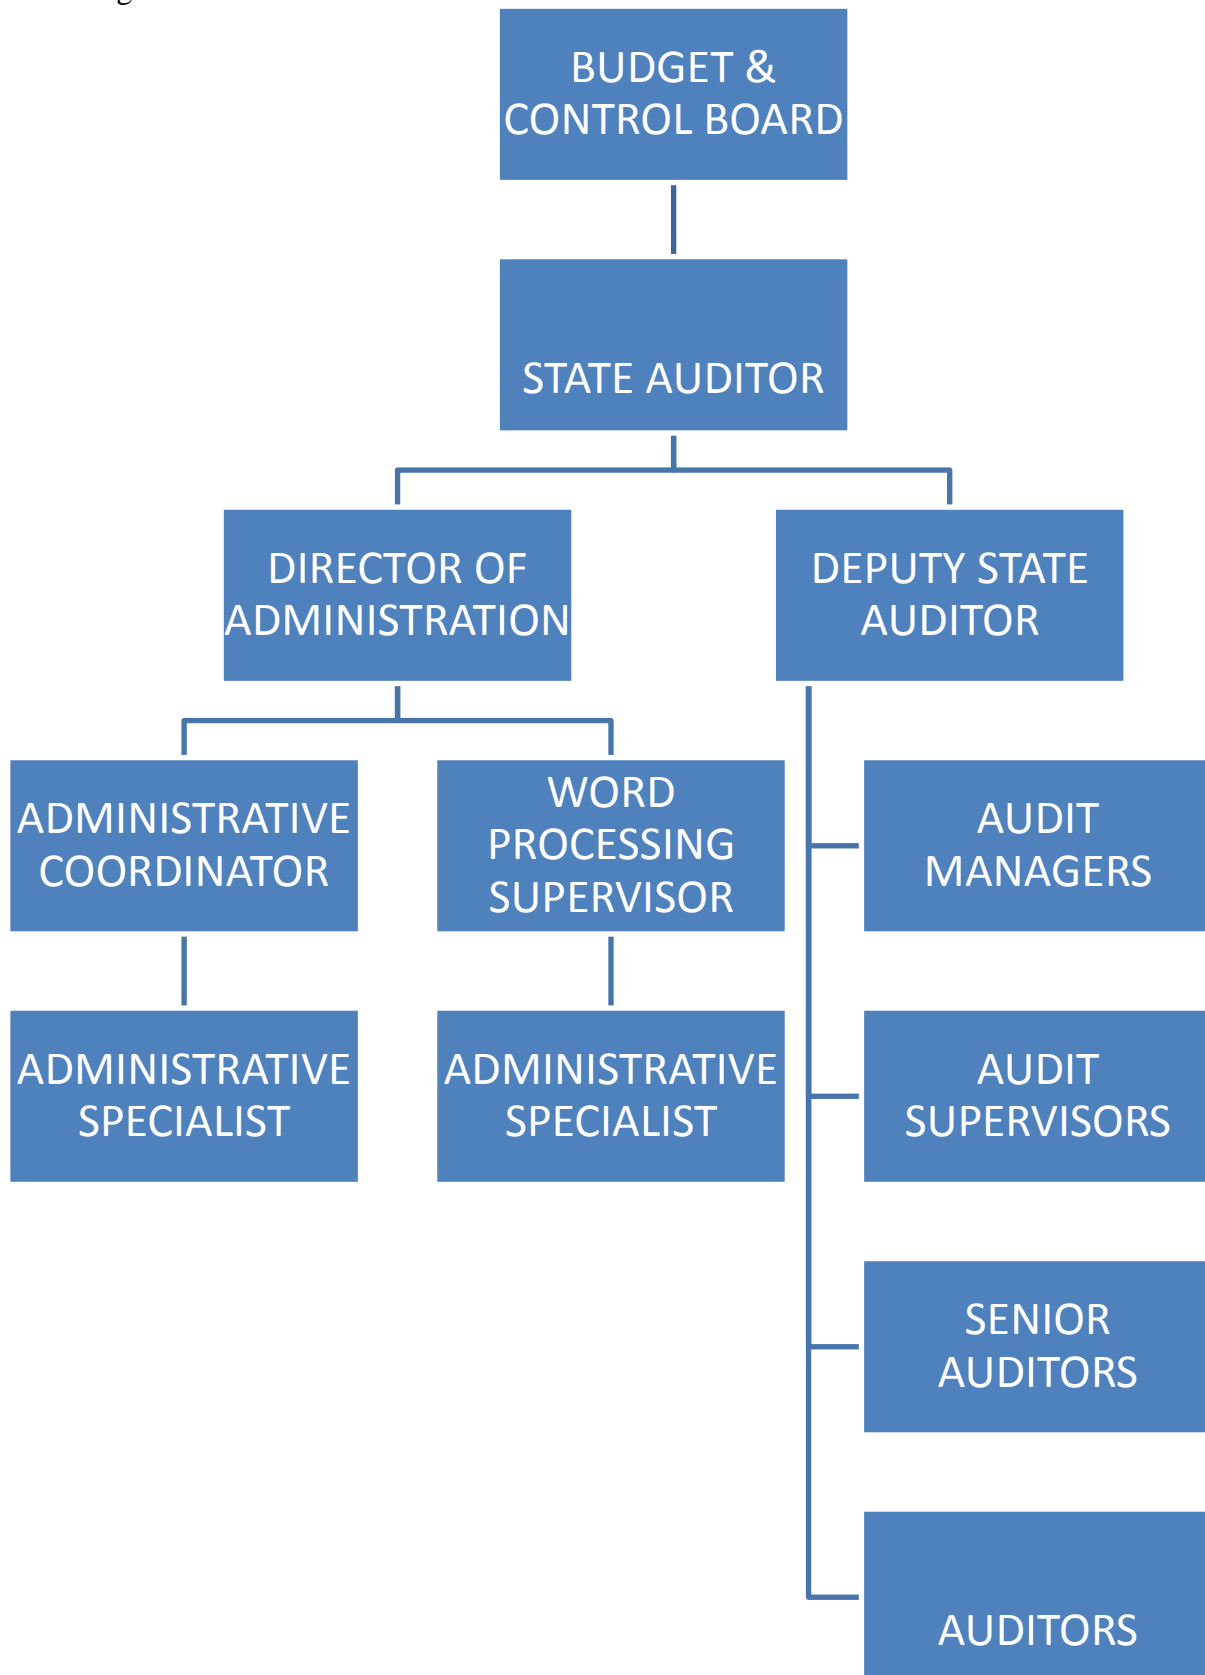 BUDGET &
CONTROL BOARD
STATE AUDITOR
DIRECTOR OF
ADMINISTRATION
DEPUTY STATE
AUDITOR
ADMINISTRATIVE
COORDINATOR
WORD
PROCESSING
SUPERVISOR
AUDIT
MANAGERS
ADMINISTRATIVE
SPECIALIST
ADMINISTRATIVE
SPECIALIST
AUDIT
SUPERVISORS
SENIOR
AUDITORS
AUDITORS